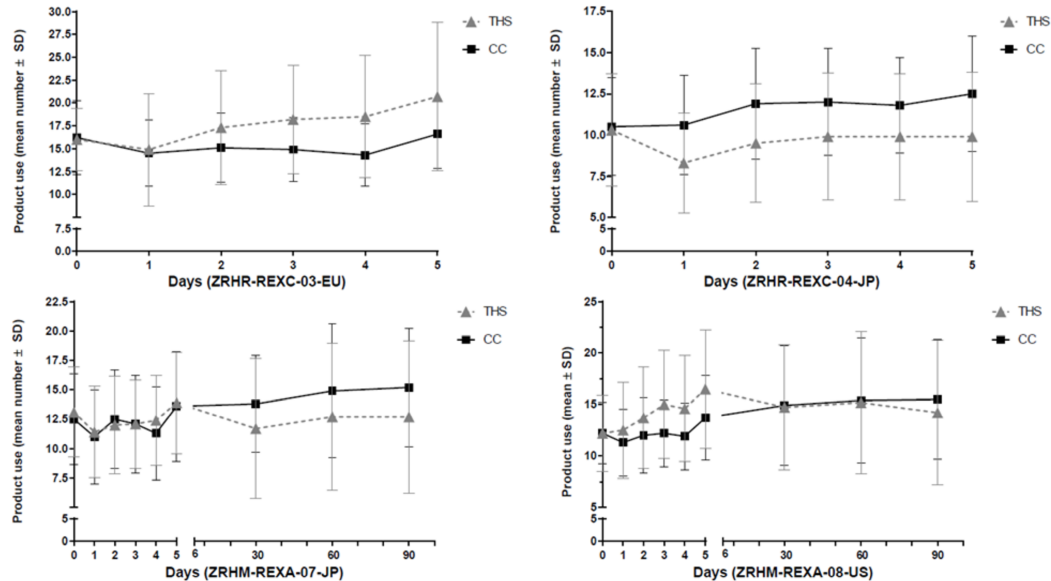 Product use (mean number ± SD)
30.0
27.5
25.0
22.5
20.0
17.5
15.0
12.5
10.0
7.5
0.0
0 1 2 3 4 5
Days (ZRHR-REXC-03-EU)
THS
CC
Product use (mean number ± SD)
17.5
15.0
12.5
10.0
7.5
5.0
5
0
0 1 2 3 4 5
Days (ZRHR-REXC-04-JP)
THS
CC
Product use (mean number ± SD)
22.5
20.0
17.5
15.0
12.5
10.0
7.5
5
0
0 1 2 3 4 5 6 30 60 90
Days (ZRHM-REXA-07-JP)
THS
CC
Product use (mean ± SD)
25
20
15
10
5
5
0
0 1 2 3 4 5 6 30 60 90
Days (ZRHM-REXA-08-US)
THS
CC